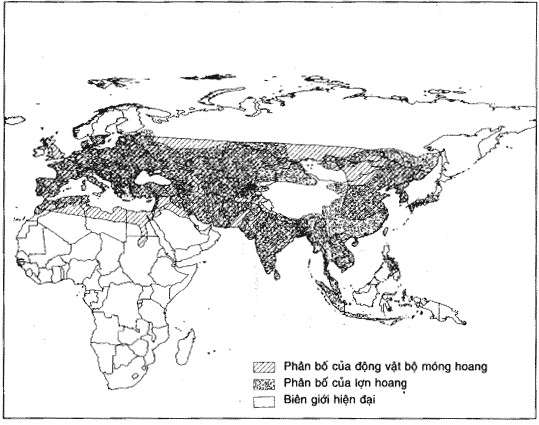 Phân bố của động vật bộ móng hoang
Phân bố của lợn hoang
Biên giới hiện đại